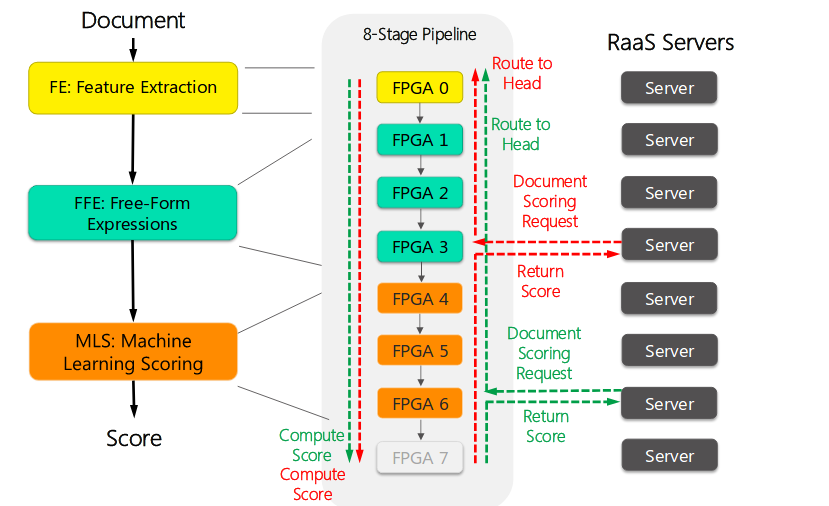 Document
FE: Feature Extraction
FFE: Free-Form
Expressions
MLS: Machine
Learning Scoring
Score
8-Stage Pipeline
FPGA 0
FPGA 1
FPGA 2
FPGA 3
FPGA 4
FPGA 5
FPGA 6
FPGA 7
Compute
Score
Compute
Score
Route to
Head
Route to
Head
Document
Scoring
Request
Return
Score
Document
Scoring
Request
Return
Score
RaaS Servers
Server
Server
Server
Server
Server
Server
Server
Server